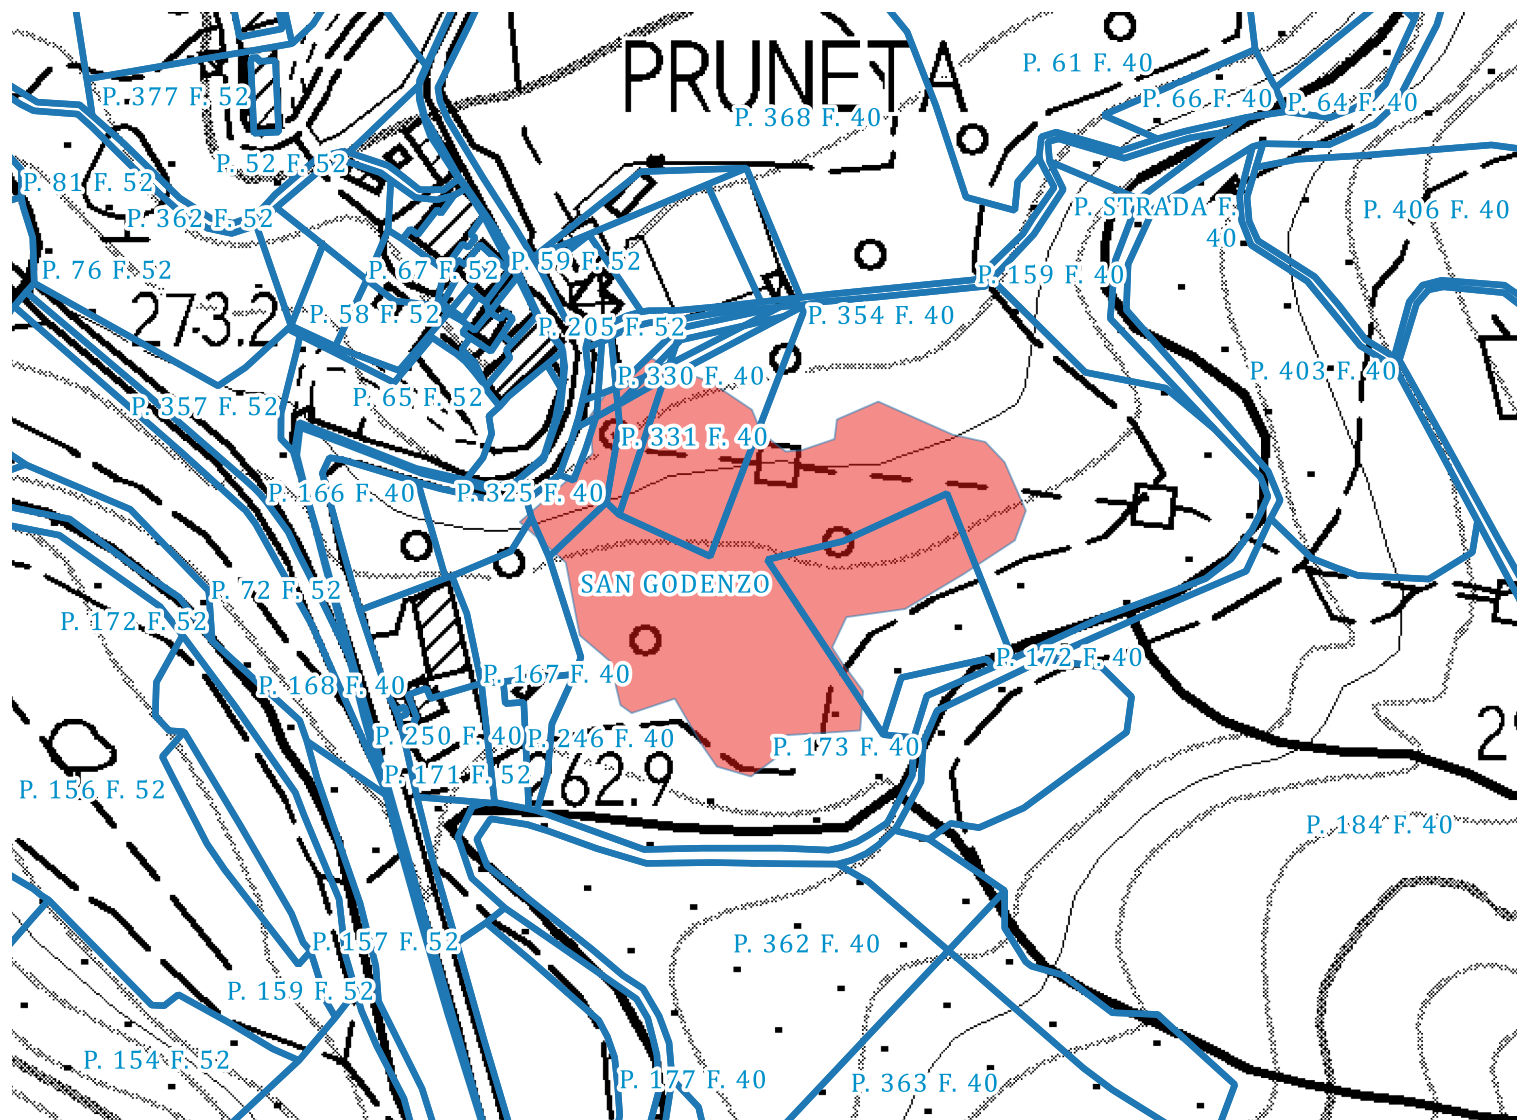 PRUNETA
P. 61 F. 40
P. 377 F. 52
P. 66 F. 40
P. 64 F. 40
P. 368 F. 40
P. 52 F. 52
P. 81 F. 52
P. 362 F. 52
P. STRADA F.
40
P. 406 F. 40
P. 76 F. 52
P. 67 F. 52
P. 59 F. 52
P. 159 F. 40
273.2
P. 58 F. 52
P. 205 F. 52
P. 354 F. 40
P. 330 F. 40
P. 403 F. 40
P. 357 F. 52
P. 65 F. 52
P. 331 F. 40
P. 166 F. 40
P. 325 F. 40
SAN GODENZO
P. 72 F. 52
P. 172 F. 52
P. 172 F. 40
P. 168 F. 40
P. 167 F. 40
P. 250 F. 40
P. 246 F. 40
P. 173 F. 40
P. 171 F. 52
262.9
P. 156 F. 52
P. 184 F. 40
P. 157 F. 52
P. 362 F. 40
P. 159 F. 52
P. 154 F. 52
P. 177 F. 40
P. 363 F. 40